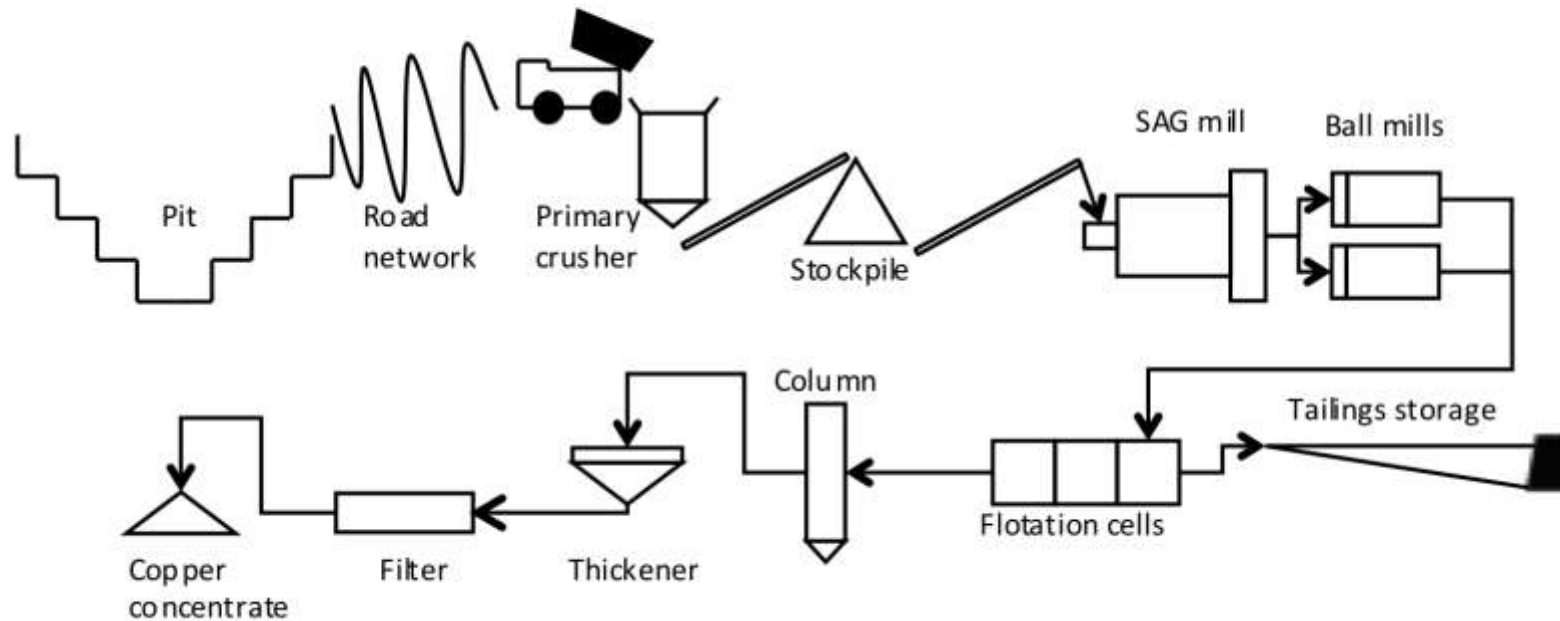 SAG mill
Ball mills
Pit
Road
network
Primary
crusher
Stockpile
Column
Tailings storage
Flotation cells
Copper
concentrate
Filter
Thickener